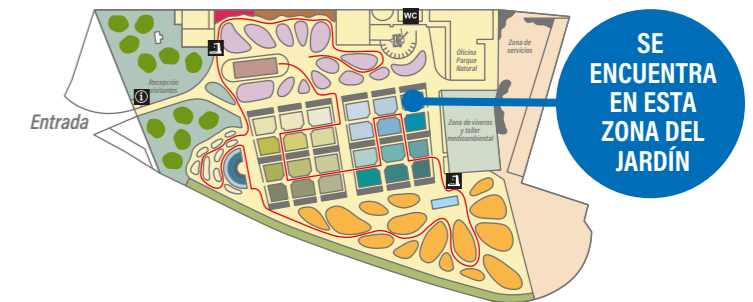 WC
Oficina
Parque
Natural
Zona de
servicios
Recepción
visitantes
i
Entrada
Zona de viveros
y taller
medioambiental
SE
ENCUENTRA
EN ESTA
ZONA DEL
JARDÍN